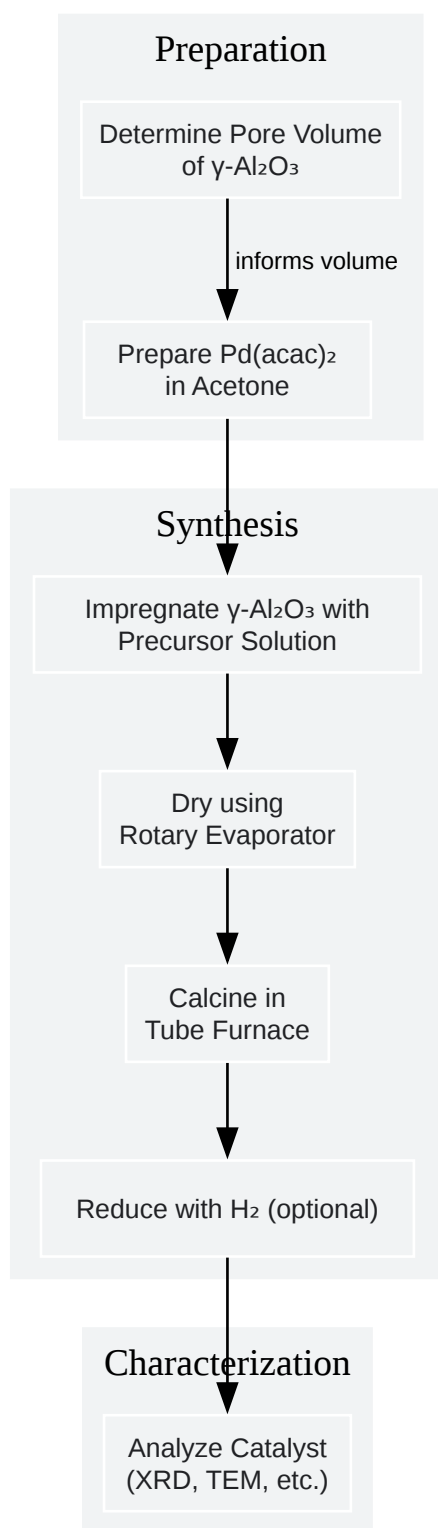 Preparation
Determine Pore Volume
of γ-Al₂O₃
informs volume
Prepare Pd(acac)₂
in Acetone
Synthesis
Impregnate γ-Al₂O₃ with
Precursor Solution
Dry using
Rotary Evaporator
Calcine in
Tube Furnace
Reduce with H₂ (optional)
Characterization
Analyze Catalyst
(XRD, TEM, etc.)